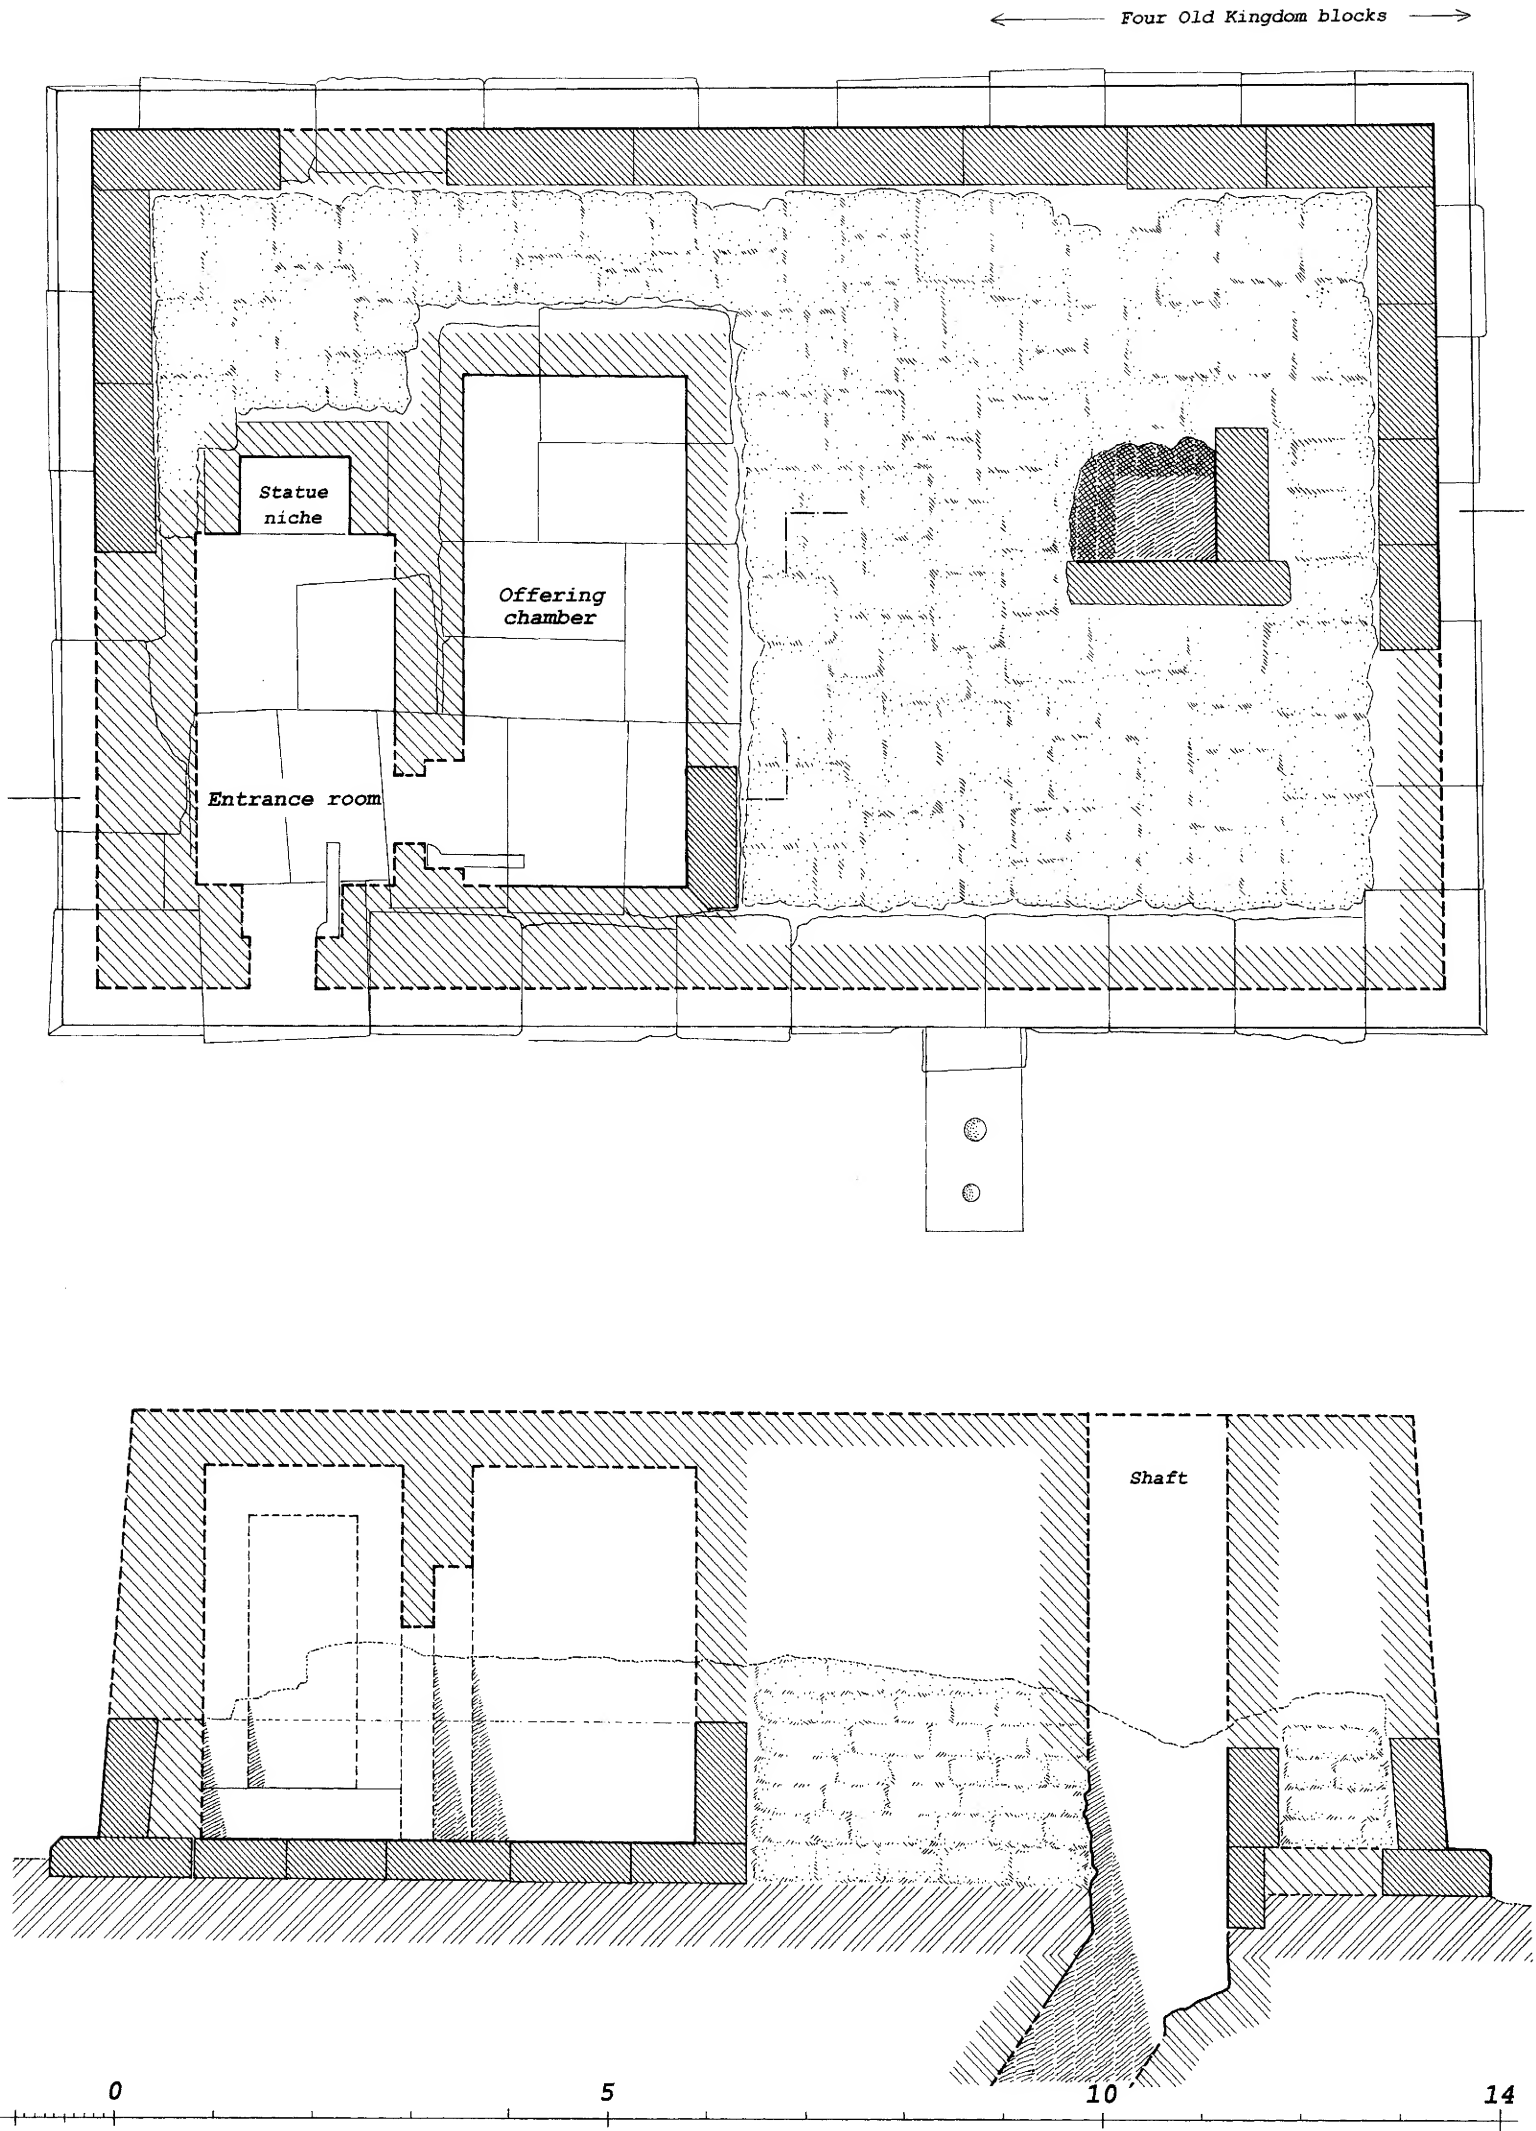 Four Old Kingdom blocks
Statue
niche
Offering
chamber
Entrance room
Shaft
0 5 10 14